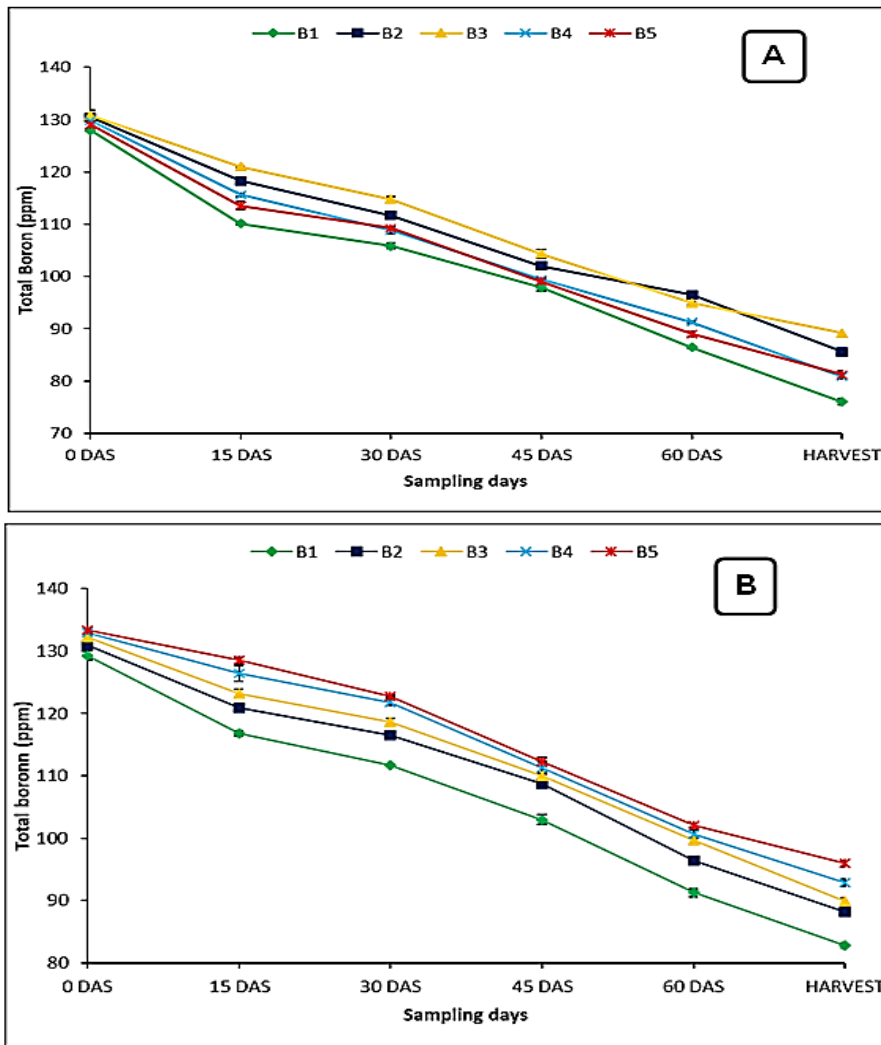 B1 B2 B3 B4 B5
A
140
130
120
110
100
90
80
70
Total Boron (ppm)
0 DAS 15 DAS 30 DAS 45 DAS 60 DAS HARVEST
Sampling days
B1 B2 B3 B4 B5
B
140
130
120
110
100
90
80
Total boronn (ppm)
0 DAS 15 DAS 30 DAS 45 DAS 60 DAS HARVEST
Sampling days